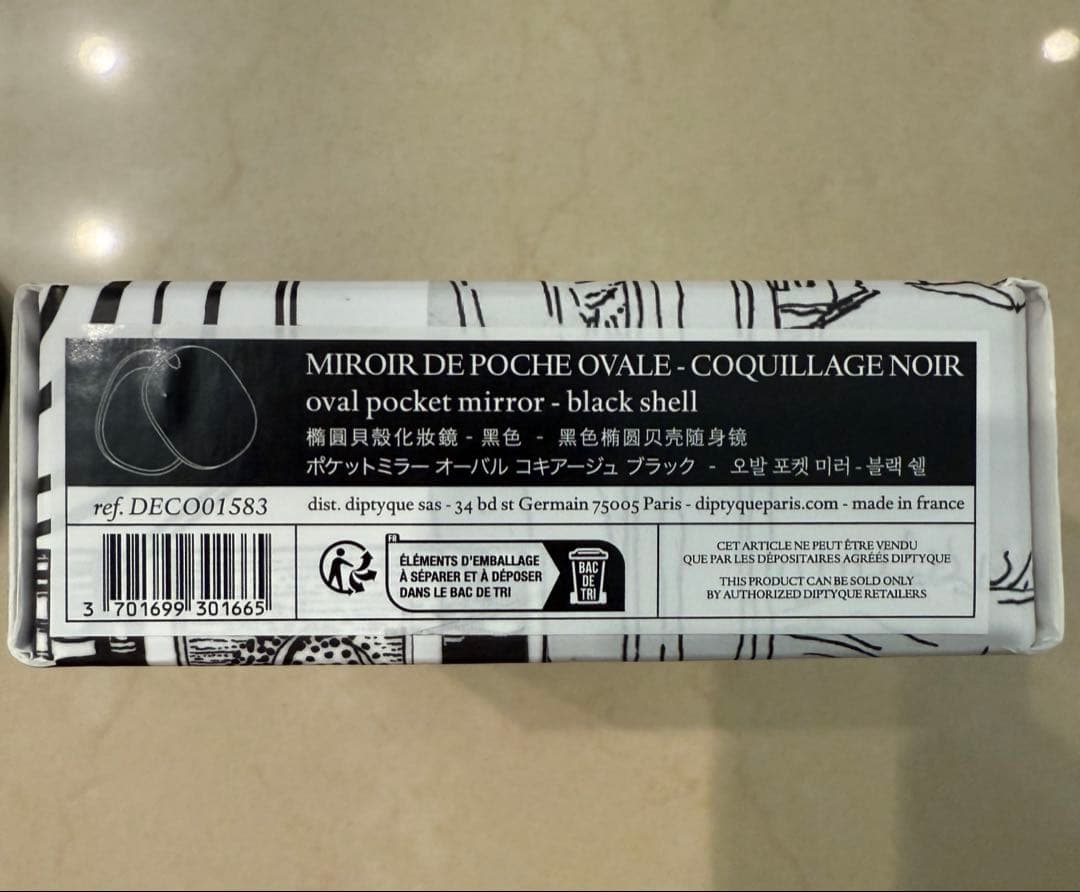 MIROIR DE POCHE OVALE - COQUILLAGE NOIR
oval pocket mirror - black shell
橢圓貝殼化妝鏡 - 黑色 - 黑色椭圆贝壳随身镜
ポケットミラー オーバル コキアージュ ブラック - 오발 포켓 미러 - 블랙 쉘
ref. DECO01583
dist. diptyque sas - 34 bd st Germain 75005 Paris - diptyqueparis.com - made in france
3 701699 301665
FR
ÉLÉMENTS D'EMBALLAGE
À SÉPARER ET À DÉPOSER
DANS LE BAC DE TRI
BAC
DE
TRI
CET ARTICLE NE PEUT ÊTRE VENDU
QUE PAR LES DÉPOSITAIRES AGRÉÉS DIPTYQUE
THIS PRODUCT CAN BE SOLD ONLY
BY AUTHORIZED DIPTYQUE RETAILERS